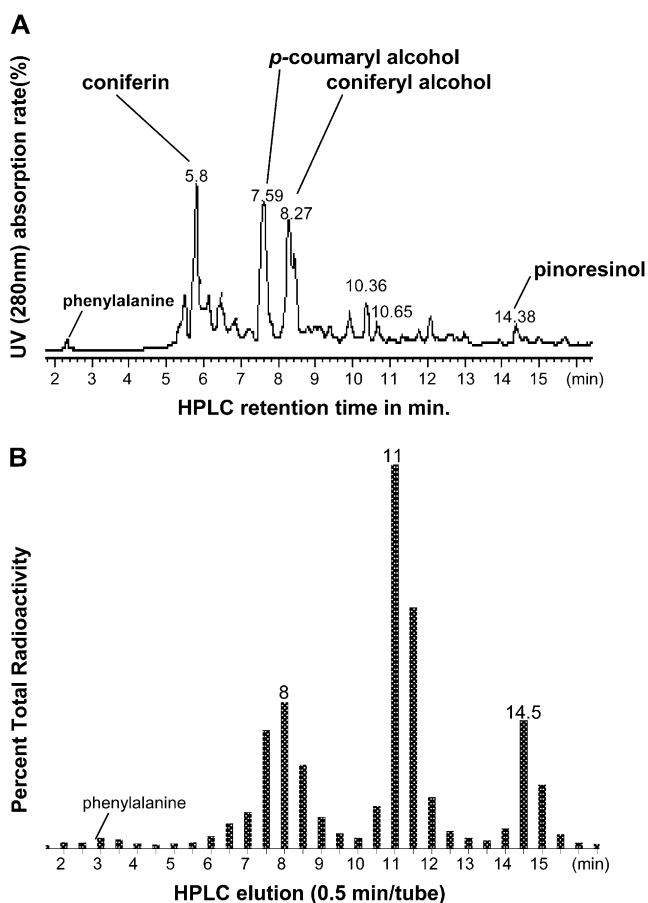 A
UV (280nm) absorption rate(%)
coniferin
p-coumaryl alcohol
coniferyl alcohol
5.8
7.59
8.27
phenylalanine
10.36
10.65
pinoresinol
14.38
2 3 4 5 6 7 8 9 10 11 12 13 14 15 (min)
HPLC retention time in min.
B
Percent Total Radioactivity
11
8
14.5
phenylalanine
2 3 4 5 6 7 8 9 10 11 12 13 14 15 (min)
HPLC elution (0.5 min/tube)